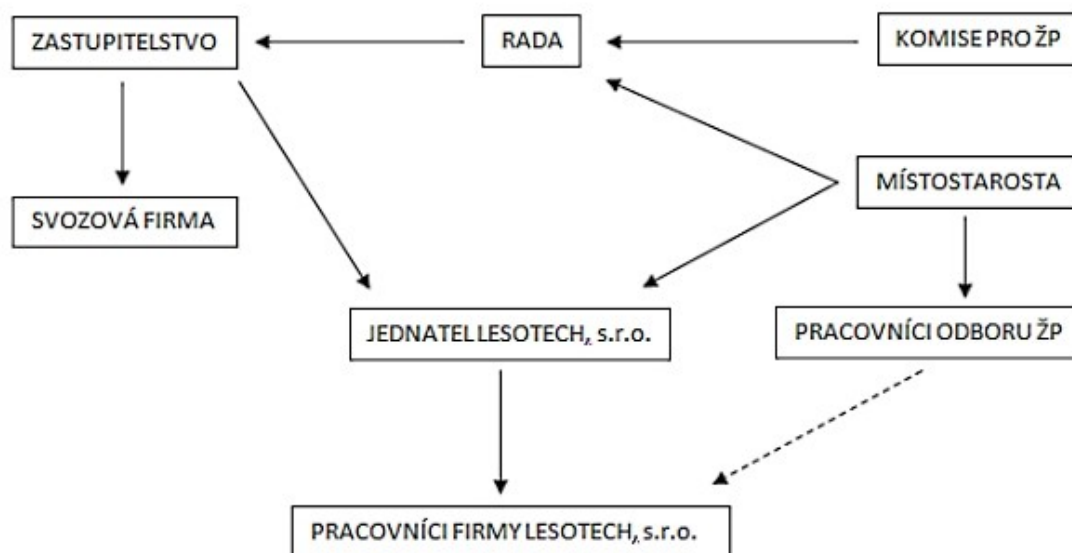 ZASTUPITELSTVO
RADA
KOMISE PRO ŽP
SVOZOVÁ FIRMA
MÍSTOSTAROSTA
JEDNATEL LESOTECH, s.r.o.
PRACOVNÍCI ODBORU ŽP
PRACOVNÍCI FIRMY LESOTECH, s.r.o.